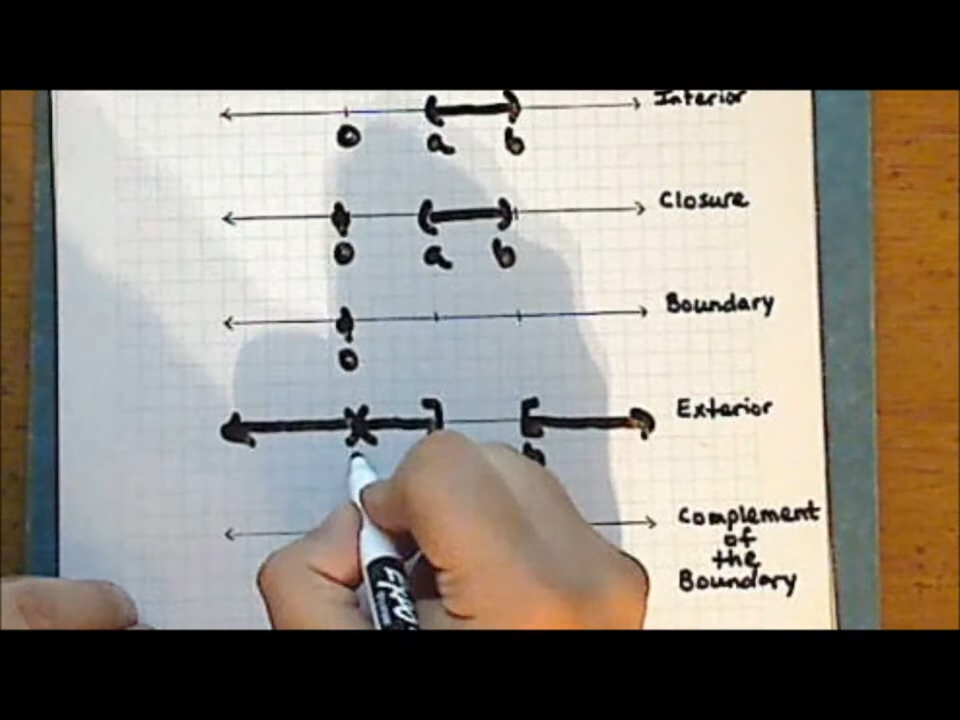 Interior
0 a b
Closure
0 a b
Boundary
0
Exterior
b
Complement
of
the
Boundary
EXPO